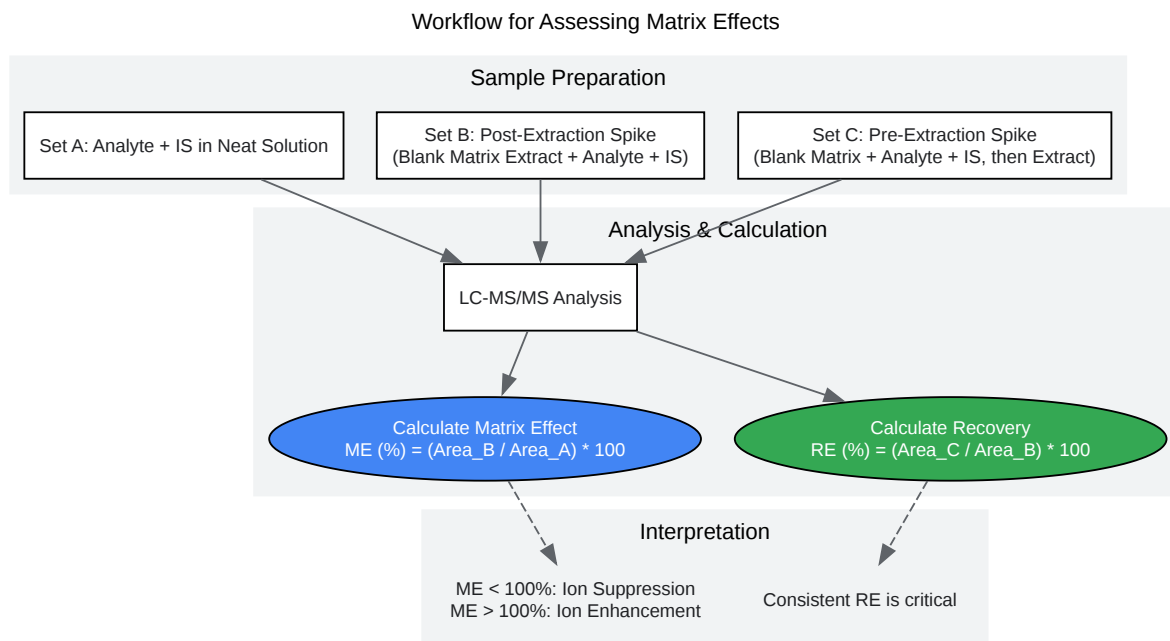 Workflow for Assessing Matrix Effects
Sample Preparation
Set A: Analyte + IS in Neat Solution
Set B: Post-Extraction Spike
(Blank Matrix Extract + Analyte + IS)
Set C: Pre-Extraction Spike
(Blank Matrix + Analyte + IS, then Extract)
Analysis & Calculation
LC-MS/MS Analysis
Calculate Matrix Effect
ME (%) = (Area_B / Area_A) * 100
Calculate Recovery
RE (%) = (Area_C / Area_B) * 100
Interpretation
ME < 100%: Ion Suppression
ME > 100%: Ion Enhancement
Consistent RE is critical